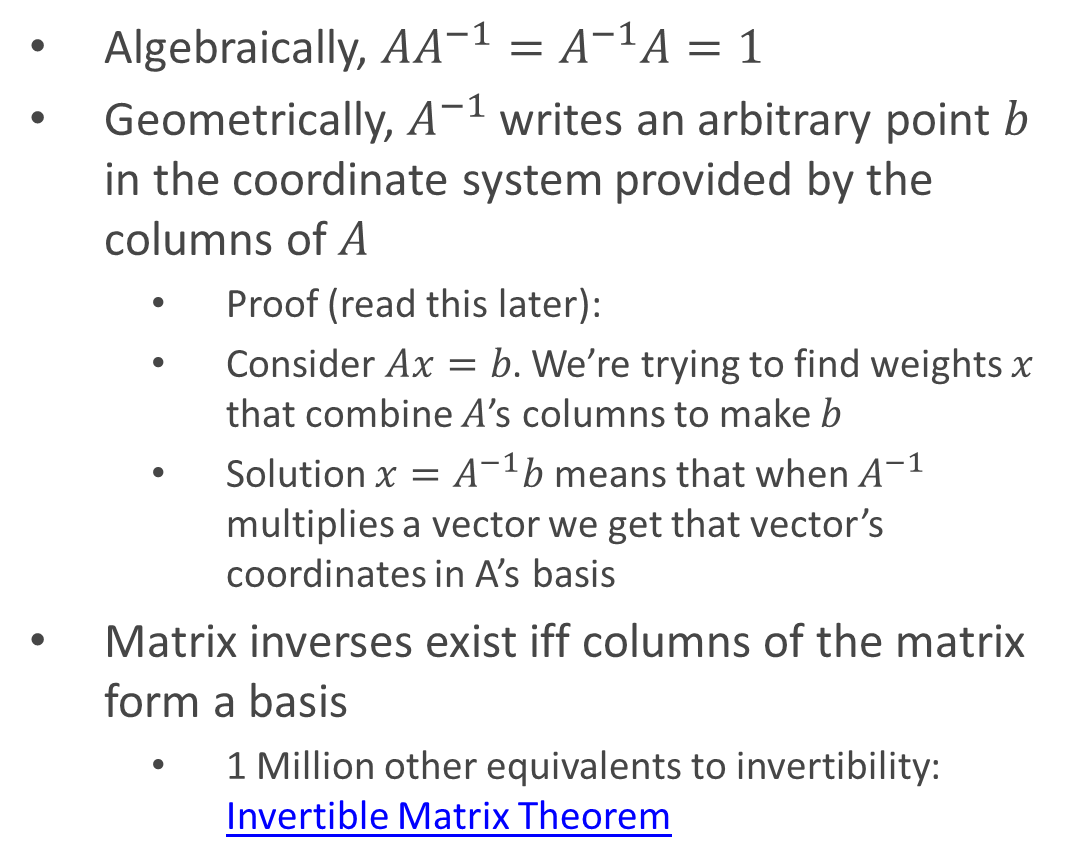 • Algebraically, 𝐴𝐴⁻¹ = 𝐴⁻¹𝐴 = 1
• Geometrically, 𝐴⁻¹ writes an arbitrary point 𝑏
in the coordinate system provided by the
columns of 𝐴
• Proof (read this later):
• Consider 𝐴𝑥 = 𝑏. We’re trying to find weights 𝑥
that combine 𝐴’s columns to make 𝑏
• Solution 𝑥 = 𝐴⁻¹𝑏 means that when 𝐴⁻¹
multiplies a vector we get that vector’s
coordinates in A’s basis
• Matrix inverses exist iff columns of the matrix
form a basis
• 1 Million other equivalents to invertibility:
Invertible Matrix Theorem